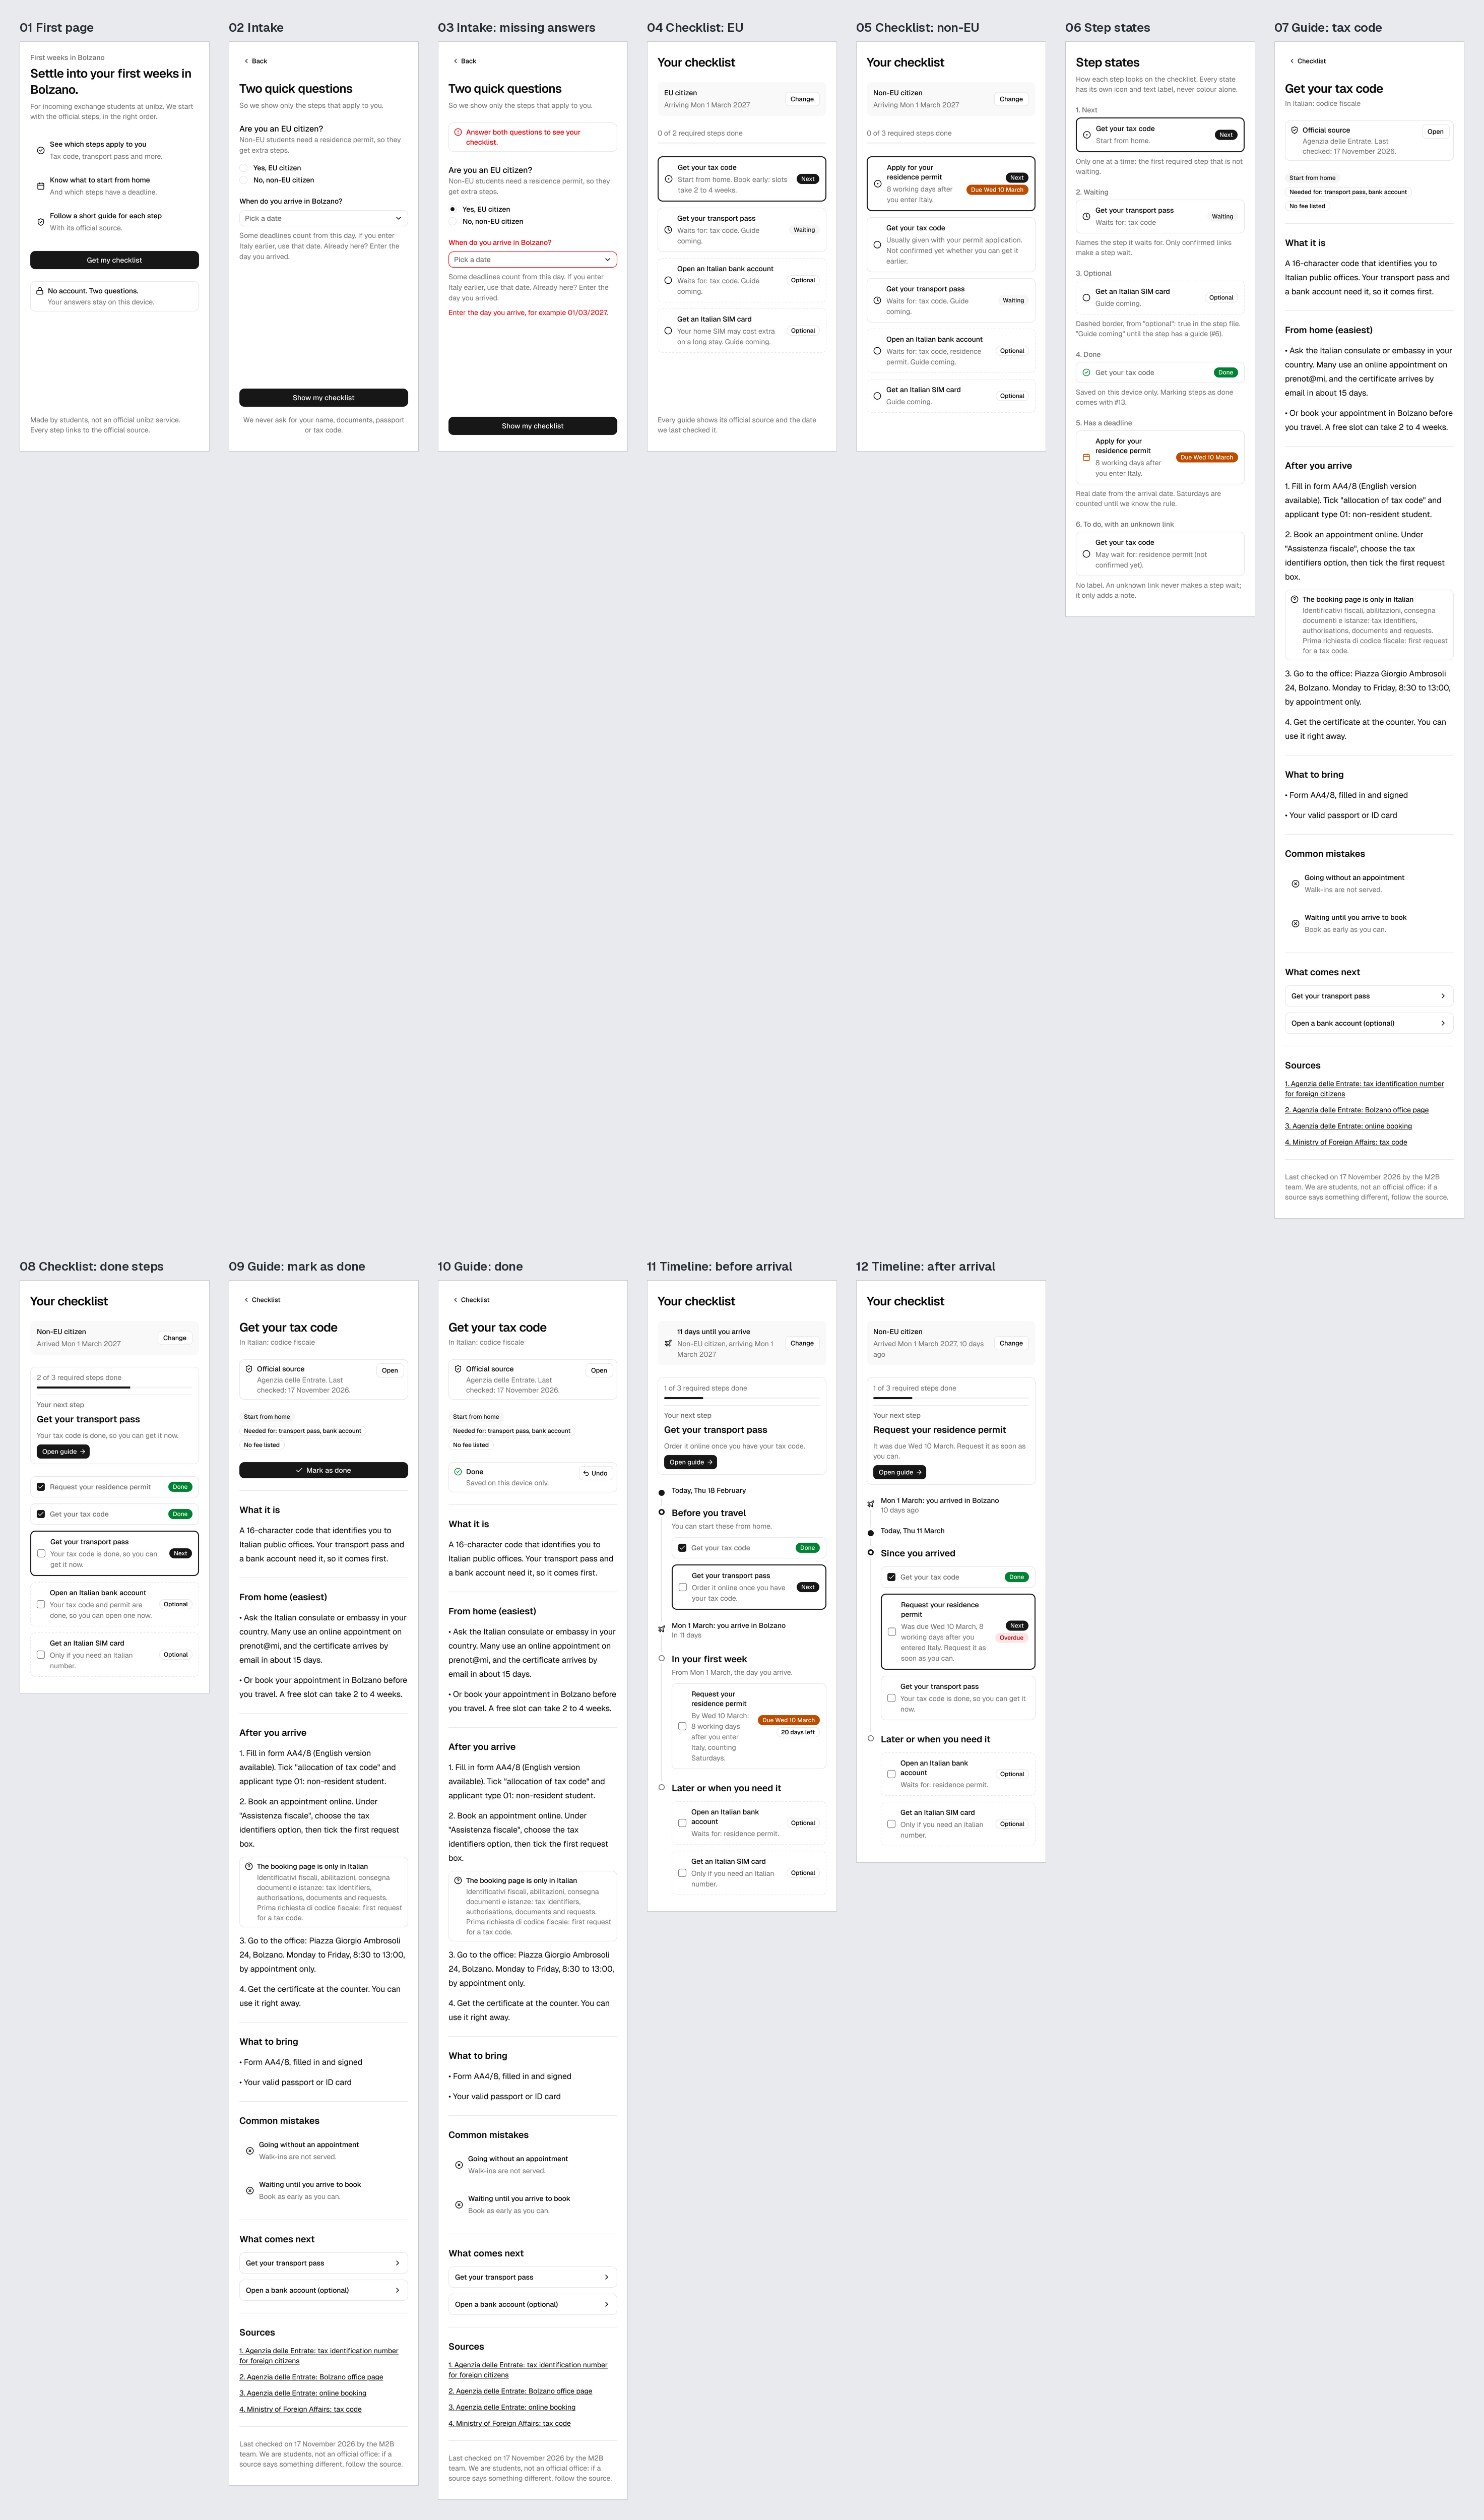 01 First page
First weeks in Bolzano
Settle into your first weeks in
Bolzano.
For incoming exchange students at unibz. We start
with the official steps, in the right order.
See which steps apply to you
Tax code, transport pass and more.
Know what to start from home
And which steps have a deadline.
Follow a short guide for each step
With its official source.
Get my checklist
No account. Two questions.
Your answers stay on this device.
Made by students, not an official unibz service.
Every step links to the official source.
02 Intake
Back
Two quick questions
So we show only the steps that apply to you.
Are you an EU citizen?
Non-EU students need a residence permit, so they
get extra steps.
Yes, EU citizen
No, non-EU citizen
When do you arrive in Bolzano?
Pick a date
Some deadlines count from this day. If you enter
Italy earlier, use that date. Already here? Enter the
day you arrived.
Show my checklist
We never ask for your name, documents, passport
or tax code.
03 Intake: missing answers
Back
Two quick questions
So we show only the steps that apply to you.
Answer both questions to see your
checklist.
Are you an EU citizen?
Non-EU students need a residence permit, so they
get extra steps.
Yes, EU citizen
No, non-EU citizen
When do you arrive in Bolzano?
Pick a date
Some deadlines count from this day. If you enter
Italy earlier, use that date. Already here? Enter the
day you arrived.
Enter the day you arrive, for example 01/03/2027.
Show my checklist
04 Checklist: EU
Your checklist
EU citizen
Arriving Mon 1 March 2027
Change
0 of 2 required steps done
Get your tax code
Start from home. Book early: slots
take 2 to 4 weeks.
Next
Get your transport pass
Waits for: tax code. Guide
coming.
Waiting
Open an Italian bank account
Waits for: tax code. Guide
coming.
Optional
Get an Italian SIM card
Your home SIM may cost extra
on a long stay. Guide coming.
Optional
Every guide shows its official source and the date
we last checked it.
05 Checklist: non-EU
Your checklist
Non-EU citizen
Arriving Mon 1 March 2027
Change
0 of 3 required steps done
Apply for your
residence permit
8 working days after
you enter Italy.
Next
Due Wed 10 March
Get your tax code
Usually given with your permit application.
Not confirmed yet whether you can get it
earlier.
Get your transport pass
Waits for: tax code. Guide
coming.
Waiting
Open an Italian bank account
Waits for: tax code, residence
permit. Guide coming.
Optional
Get an Italian SIM card
Guide coming.
Optional
06 Step states
Step states
How each step looks on the checklist. Every state
has its own icon and text label, never colour alone.
1. Next
Get your tax code
Start from home.
Next
Only one at a time: the first required step that is not
waiting.
2. Waiting
Get your transport pass
Waits for: tax code
Waiting
Names the step it waits for. Only confirmed links
make a step wait.
3. Optional
Get an Italian SIM card
Guide coming.
Optional
Dashed border, from "optional": true in the step file.
"Guide coming" until the step has a guide (#6).
4. Done
Get your tax code
Done
Saved on this device only. Marking steps as done
comes with #13.
5. Has a deadline
Apply for your
residence permit
8 working days after
you enter Italy.
Due Wed 10 March
Real date from the arrival date. Saturdays are
counted until we know the rule.
6. To do, with an unknown link
Get your tax code
May wait for: residence permit (not
confirmed yet).
No label. An unknown link never makes a step wait;
it only adds a note.
07 Guide: tax code
Checklist
Get your tax code
In Italian: codice fiscale
Official source
Agenzia delle Entrate. Last
checked: 17 November 2026.
Open
Start from home
Needed for: transport pass, bank account
No fee listed
What it is
A 16-character code that identifies you to
Italian public offices. Your transport pass and
a bank account need it, so it comes first.
From home (easiest)
• Ask the Italian consulate or embassy in your
country. Many use an online appointment on
prenot@mi, and the certificate arrives by
email in about 15 days.
• Or book your appointment in Bolzano before
you travel. A free slot can take 2 to 4 weeks.
After you arrive
1. Fill in form AA4/8 (English version
available). Tick "allocation of tax code" and
applicant type 01: non-resident student.
2. Book an appointment online. Under
"Assistenza fiscale", choose the tax
identifiers option, then tick the first request
box.
The booking page is only in Italian
Identificativi fiscali, abilitazioni, consegna
documenti e istanze: tax identifiers,
authorisations, documents and requests.
Prima richiesta di codice fiscale: first request
for a tax code.
3. Go to the office: Piazza Giorgio Ambrosoli
24, Bolzano. Monday to Friday, 8:30 to 13:00,
by appointment only.
4. Get the certificate at the counter. You can
use it right away.
What to bring
• Form AA4/8, filled in and signed
• Your valid passport or ID card
Common mistakes
Going without an appointment
Walk-ins are not served.
Waiting until you arrive to book
Book as early as you can.
What comes next
Get your transport pass
Open a bank account (optional)
Sources
1. Agenzia delle Entrate: tax identification number
for foreign citizens
2. Agenzia delle Entrate: Bolzano office page
3. Agenzia delle Entrate: online booking
4. Ministry of Foreign Affairs: tax code
Last checked on 17 November 2026 by the M2B
team. We are students, not an official office: if a
source says something different, follow the source.
08 Checklist: done steps
Your checklist
Non-EU citizen
Arrived Mon 1 March 2027
Change
2 of 3 required steps done
Your next step
Get your transport pass
Your tax code is done, so you can get it now.
Open guide
Request your residence permit
Done
Get your tax code
Done
Get your transport pass
Your tax code is done, so you can
get it now.
Next
Open an Italian bank account
Your tax code and permit are
done, so you can open one now.
Optional
Get an Italian SIM card
Only if you need an Italian
number.
Optional
09 Guide: mark as done
Checklist
Get your tax code
In Italian: codice fiscale
Official source
Agenzia delle Entrate. Last
checked: 17 November 2026.
Open
Start from home
Needed for: transport pass, bank account
No fee listed
Mark as done
What it is
A 16-character code that identifies you to
Italian public offices. Your transport pass and
a bank account need it, so it comes first.
From home (easiest)
• Ask the Italian consulate or embassy in your
country. Many use an online appointment on
prenot@mi, and the certificate arrives by
email in about 15 days.
• Or book your appointment in Bolzano before
you travel. A free slot can take 2 to 4 weeks.
After you arrive
1. Fill in form AA4/8 (English version
available). Tick "allocation of tax code" and
applicant type 01: non-resident student.
2. Book an appointment online. Under
"Assistenza fiscale", choose the tax
identifiers option, then tick the first request
box.
The booking page is only in Italian
Identificativi fiscali, abilitazioni, consegna
documenti e istanze: tax identifiers,
authorisations, documents and requests.
Prima richiesta di codice fiscale: first request
for a tax code.
3. Go to the office: Piazza Giorgio Ambrosoli
24, Bolzano. Monday to Friday, 8:30 to 13:00,
by appointment only.
4. Get the certificate at the counter. You can
use it right away.
What to bring
• Form AA4/8, filled in and signed
• Your valid passport or ID card
Common mistakes
Going without an appointment
Walk-ins are not served.
Waiting until you arrive to book
Book as early as you can.
What comes next
Get your transport pass
Open a bank account (optional)
Sources
1. Agenzia delle Entrate: tax identification number
for foreign citizens
2. Agenzia delle Entrate: Bolzano office page
3. Agenzia delle Entrate: online booking
4. Ministry of Foreign Affairs: tax code
Last checked on 17 November 2026 by the M2B
team. We are students, not an official office: if a
source says something different, follow the source.
10 Guide: done
Checklist
Get your tax code
In Italian: codice fiscale
Official source
Agenzia delle Entrate. Last
checked: 17 November 2026.
Open
Start from home
Needed for: transport pass, bank account
No fee listed
Done
Saved on this device only.
Undo
What it is
A 16-character code that identifies you to
Italian public offices. Your transport pass and
a bank account need it, so it comes first.
From home (easiest)
• Ask the Italian consulate or embassy in your
country. Many use an online appointment on
prenot@mi, and the certificate arrives by
email in about 15 days.
• Or book your appointment in Bolzano before
you travel. A free slot can take 2 to 4 weeks.
After you arrive
1. Fill in form AA4/8 (English version
available). Tick "allocation of tax code" and
applicant type 01: non-resident student.
2. Book an appointment online. Under
"Assistenza fiscale", choose the tax
identifiers option, then tick the first request
box.
The booking page is only in Italian
Identificativi fiscali, abilitazioni, consegna
documenti e istanze: tax identifiers,
authorisations, documents and requests.
Prima richiesta di codice fiscale: first request
for a tax code.
3. Go to the office: Piazza Giorgio Ambrosoli
24, Bolzano. Monday to Friday, 8:30 to 13:00,
by appointment only.
4. Get the certificate at the counter. You can
use it right away.
What to bring
• Form AA4/8, filled in and signed
• Your valid passport or ID card
Common mistakes
Going without an appointment
Walk-ins are not served.
Waiting until you arrive to book
Book as early as you can.
What comes next
Get your transport pass
Open a bank account (optional)
Sources
1. Agenzia delle Entrate: tax identification number
for foreign citizens
2. Agenzia delle Entrate: Bolzano office page
3. Agenzia delle Entrate: online booking
4. Ministry of Foreign Affairs: tax code
Last checked on 17 November 2026 by the M2B
team. We are students, not an official office: if a
source says something different, follow the source.
11 Timeline: before arrival
Your checklist
11 days until you arrive
Non-EU citizen, arriving Mon 1
March 2027
Change
1 of 3 required steps done
Your next step
Get your transport pass
Order it online once you have your tax code.
Open guide
Today, Thu 18 February
Before you travel
You can start these from home.
Get your tax code
Done
Get your transport pass
Order it online once you have
your tax code.
Next
Mon 1 March: you arrive in Bolzano
In 11 days
In your first week
From Mon 1 March, the day you arrive.
Request your
residence permit
By Wed 10 March:
8 working days
after you enter
Italy, counting
Saturdays.
Due Wed 10 March
20 days left
Later or when you need it
Open an Italian bank
account
Waits for: residence permit.
Optional
Get an Italian SIM card
Only if you need an Italian
number.
Optional
12 Timeline: after arrival
Your checklist
Non-EU citizen
Arrived Mon 1 March 2027, 10 days
ago
Change
1 of 3 required steps done
Your next step
Request your residence permit
It was due Wed 10 March. Request it as soon as
you can.
Open guide
Mon 1 March: you arrived in Bolzano
10 days ago
Today, Thu 11 March
Since you arrived
Get your tax code
Done
Request your residence
permit
Was due Wed 10 March, 8
working days after you
entered Italy. Request it as
soon as you can.
Next
Overdue
Get your transport pass
Your tax code is done, so you can get it
now.
Later or when you need it
Open an Italian bank
account
Waits for: residence permit.
Optional
Get an Italian SIM card
Only if you need an Italian
number.
Optional